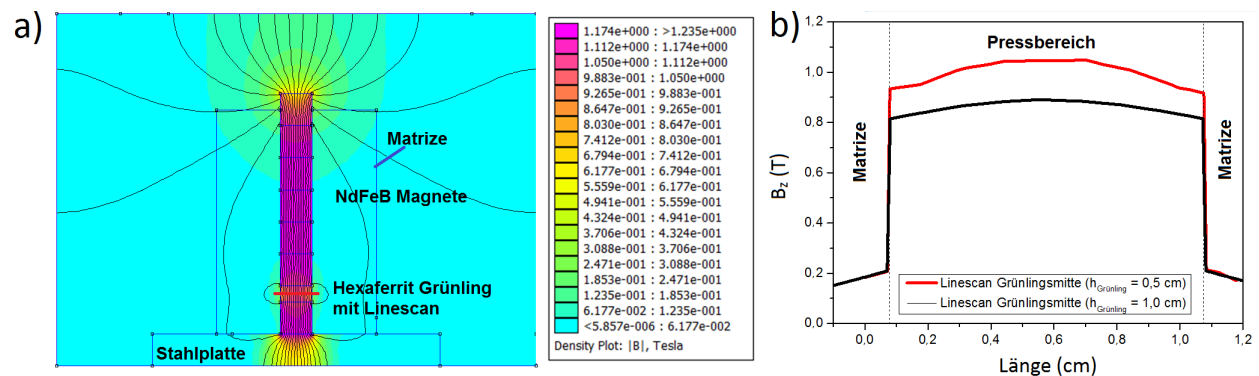 a)
Matrize
NdFeB Magnete
Hexaferrit Grünling
mit Linescan
Stahlplatte
1.174e+000 : >1.235e+000
1.112e+000 : 1.174e+000
1.050e+000 : 1.112e+000
9.883e-001 : 1.050e+000
9.265e-001 : 9.883e-001
8.647e-001 : 9.265e-001
8.030e-001 : 8.647e-001
7.412e-001 : 8.030e-001
6.794e-001 : 7.412e-001
6.177e-001 : 6.794e-001
5.559e-001 : 6.177e-001
4.941e-001 : 5.559e-001
4.324e-001 : 4.941e-001
3.706e-001 : 4.324e-001
3.088e-001 : 3.706e-001
2.471e-001 : 3.088e-001
1.853e-001 : 2.471e-001
1.235e-001 : 1.853e-001
6.177e-002 : 1.235e-001
<5.857e-006 : 6.177e-002
Density Plot: |B|, Tesla
b)
1.2
1.0
0.8
0.6
0.4
0.2
0.0
B_z (T)
Pressbereich
Matrize
Matrize
Linescan Grünlingsmitte (h_Grünling = 0,5 cm)
Linescan Grünlingsmitte (h_Grünling = 1,0 cm)
0,0 0,2 0,4 0,6 0,8 1,0 1,2
Länge (cm)